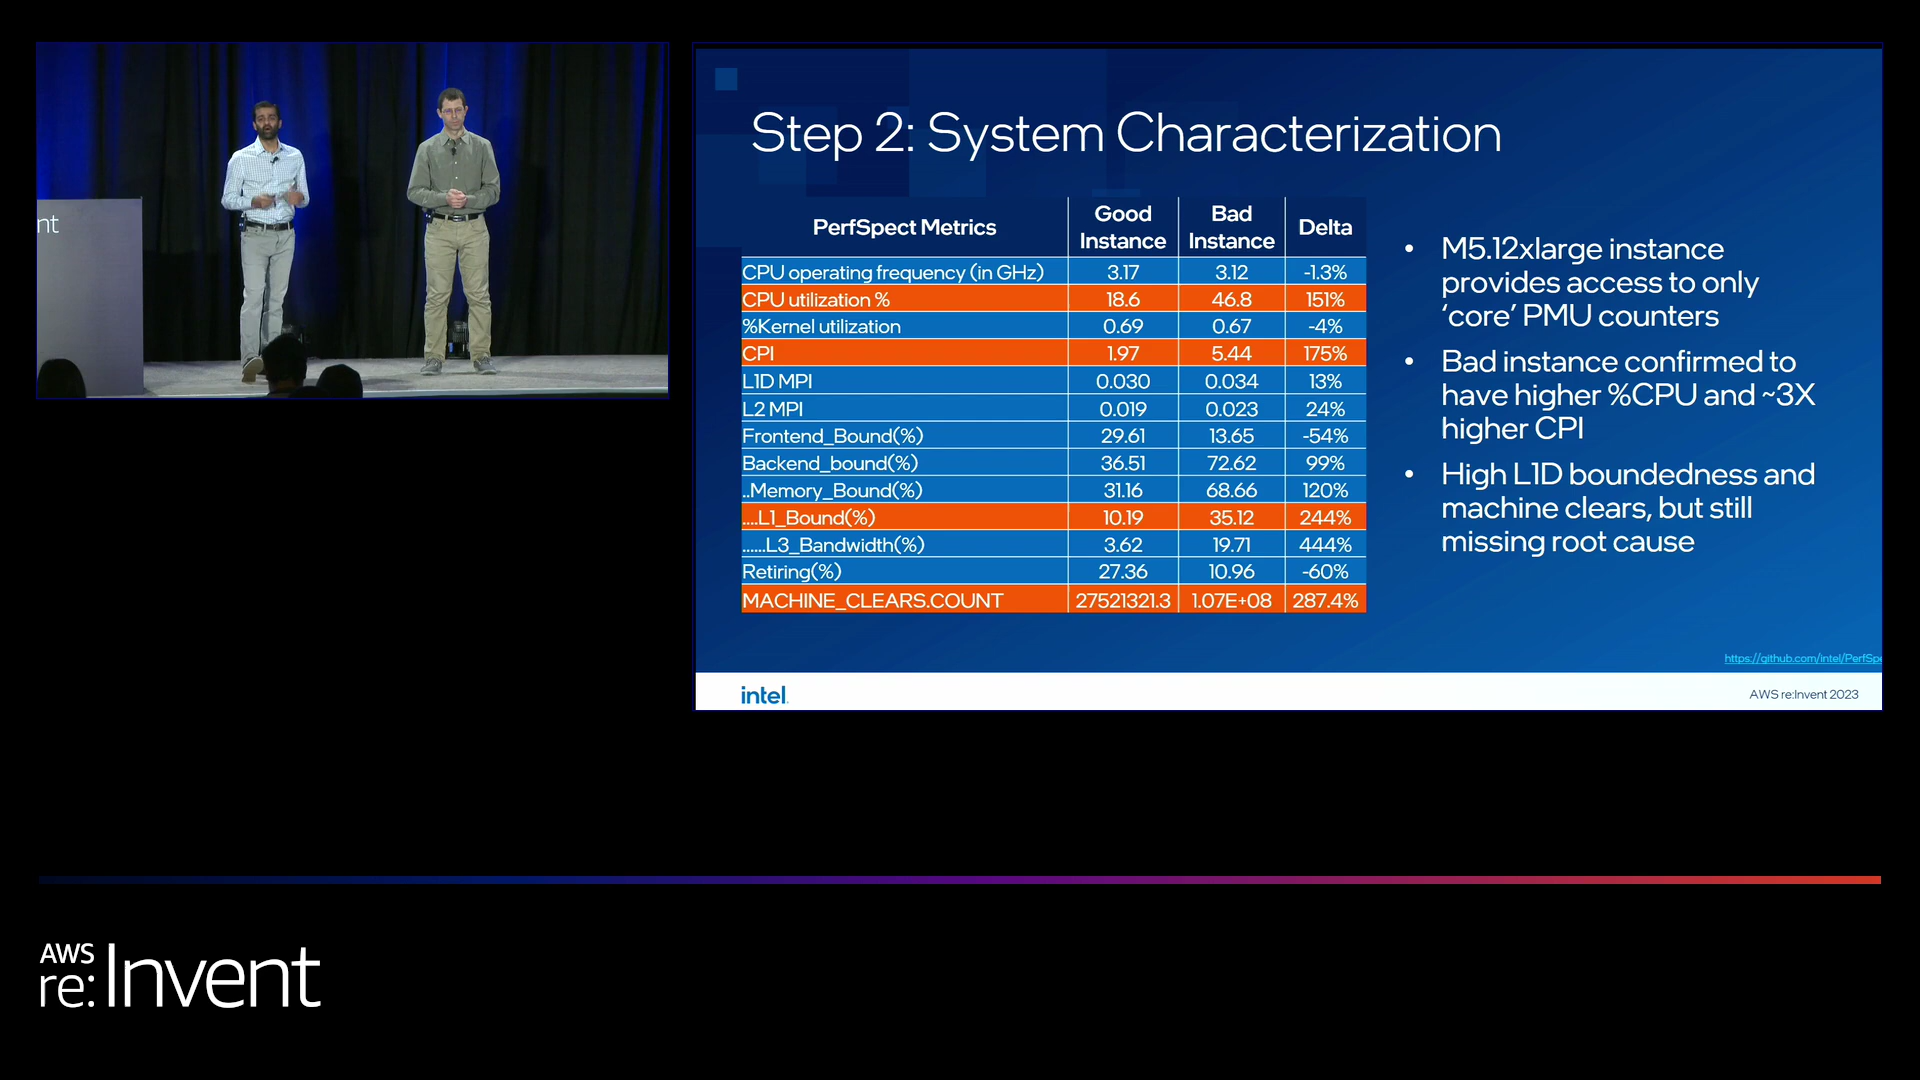 nt
Step 2: System Characterization
PerfSpect Metrics Good Instance Bad Instance Delta
CPU operating frequency (in GHz) 3.17 3.12 -1.3%
CPU utilization % 18.6 46.8 151%
%Kernel utilization 0.69 0.67 -4%
CPI 1.97 5.44 175%
L1D MPI 0.030 0.034 13%
L2 MPI 0.019 0.023 24%
Frontend_Bound(%) 29.61 13.65 -54%
Backend_bound(%) 36.51 72.62 99%
..Memory_Bound(%) 31.16 68.66 120%
....L1_Bound(%) 10.19 35.12 244%
......L3_Bandwidth(%) 3.62 19.71 444%
Retiring(%) 27.36 10.96 -60%
MACHINE_CLEARS.COUNT 27521321.3 1.07E+08 287.4%
• M5.12xlarge instance
provides access to only
‘core’ PMU counters
• Bad instance confirmed to
have higher %CPU and ~3X
higher CPI
• High L1D boundedness and
machine clears, but still
missing root cause
https://github.com/intel/PerfSpe
intel.
AWS re:Invent 2023
AWS
re:Invent